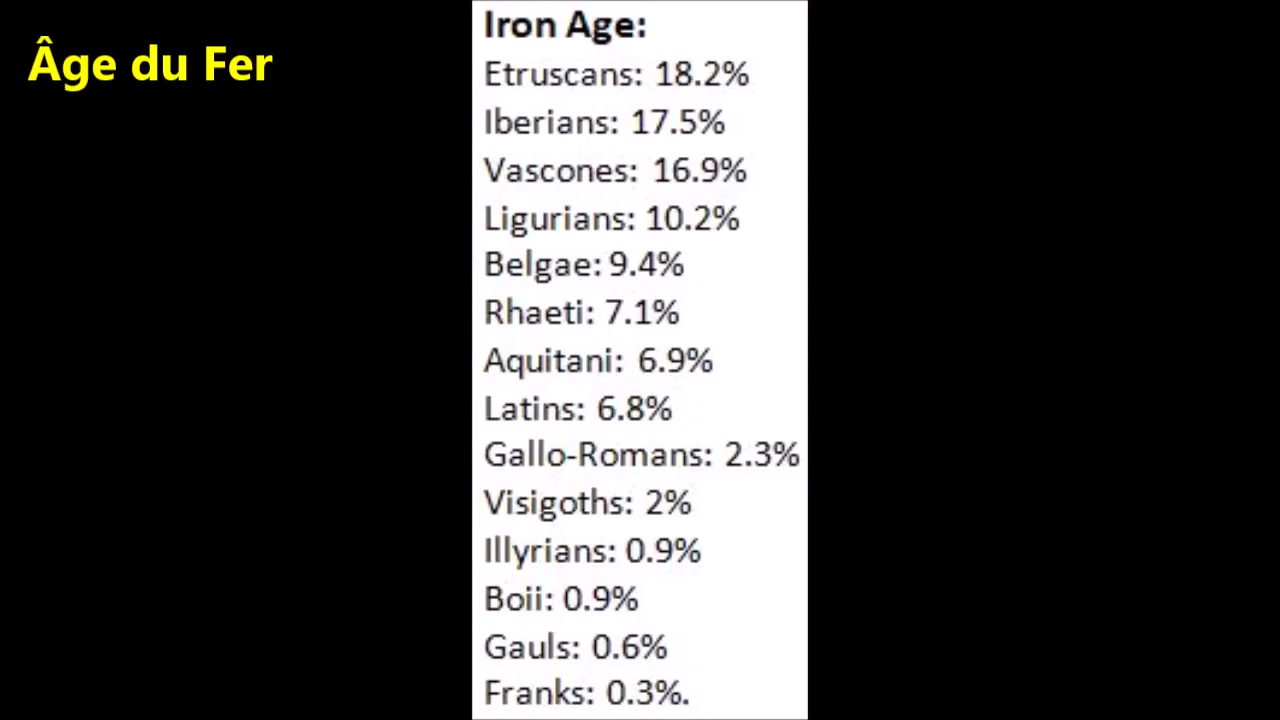 Âge du Fer
Iron Age:
Etruscans: 18.2%
Iberians: 17.5%
Vascones: 16.9%
Ligurians: 10.2%
Belgae: 9.4%
Rhaeti: 7.1%
Aquitani: 6.9%
Latins: 6.8%
Gallo-Romans: 2.3%
Visigoths: 2%
Illyrians: 0.9%
Boii: 0.9%
Gauls: 0.6%
Franks: 0.3%.